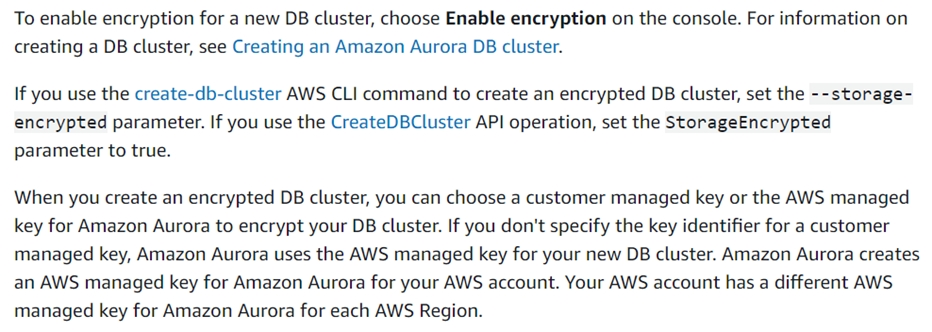 To enable encryption for a new DB cluster, choose Enable encryption on the console. For information on
creating a DB cluster, see Creating an Amazon Aurora DB cluster.
If you use the create-db-cluster AWS CLI command to create an encrypted DB cluster, set the --storage-
encrypted parameter. If you use the CreateDBCluster API operation, set the StorageEncrypted
parameter to true.
When you create an encrypted DB cluster, you can choose a customer managed key or the AWS managed
key for Amazon Aurora to encrypt your DB cluster. If you don't specify the key identifier for a customer
managed key, Amazon Aurora uses the AWS managed key for your new DB cluster. Amazon Aurora creates
an AWS managed key for Amazon Aurora for your AWS account. Your AWS account has a different AWS
managed key for Amazon Aurora for each AWS Region.